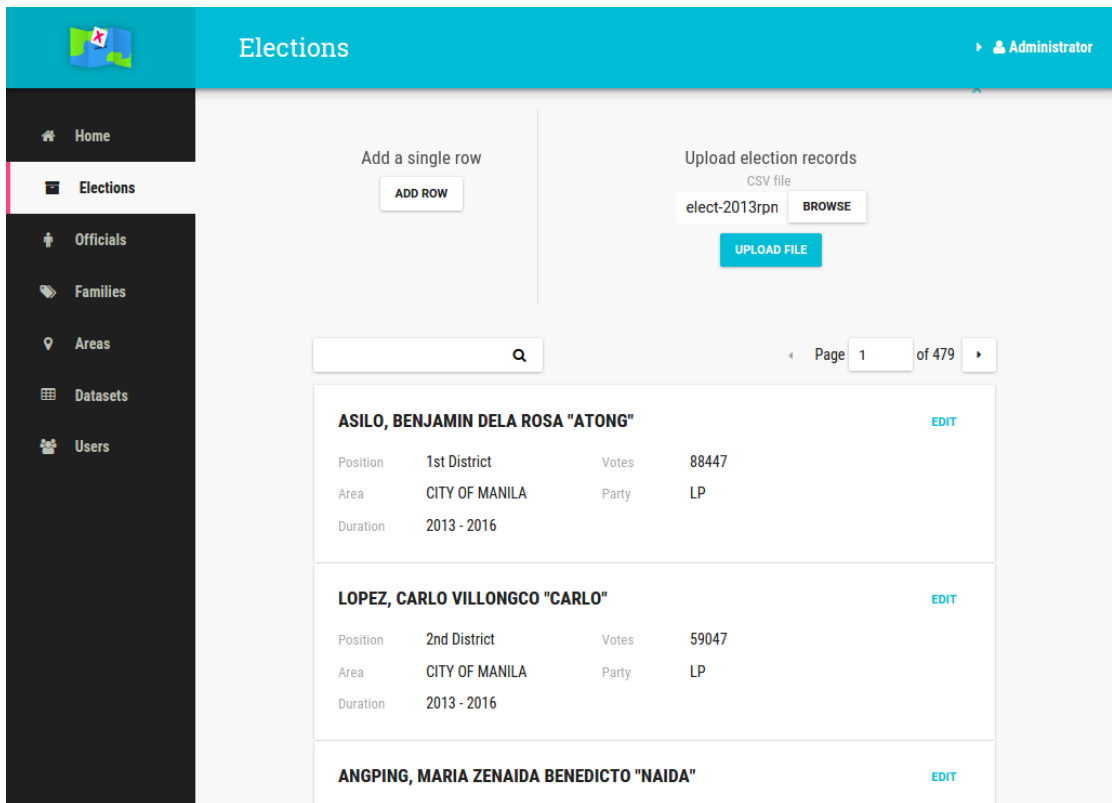 Elections
Administrator
Home
Elections
Officials
Families
Areas
Datasets
Users
Add a single row
ADD ROW
Upload election records
CSV file
elect-2013rpn BROWSE
UPLOAD FILE
Page 1 of 479
ASILO, BENJAMIN DELA ROSA "ATONG" EDIT
Position 1st District Votes 88447
Area CITY OF MANILA Party LP
Duration 2013 - 2016
LOPEZ, CARLO VILLONGCO "CARLO" EDIT
Position 2nd District Votes 59047
Area CITY OF MANILA Party LP
Duration 2013 - 2016
ANGPING, MARIA ZENAIDA BENEDICTO "NAIDA" EDIT